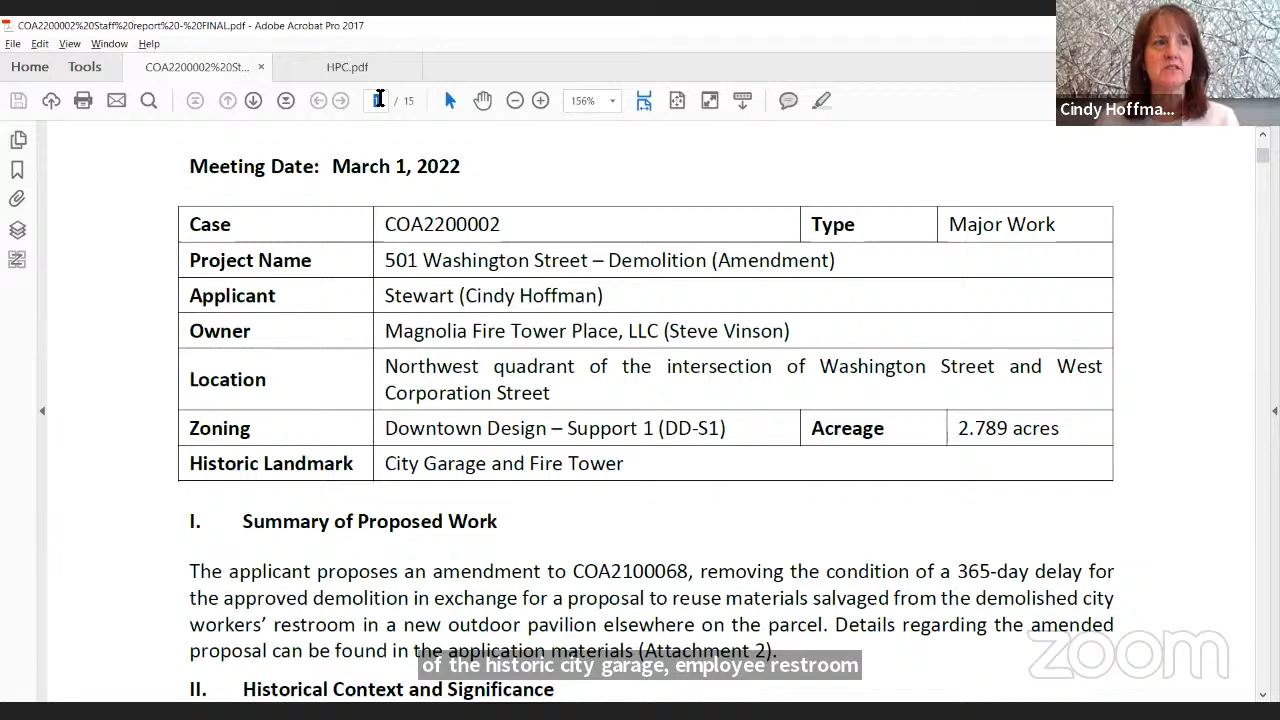 COA2200002%20Staff%20report%20-%20FINAL.pdf - Adobe Acrobat Pro 2017
File Edit View Window Help
Home Tools COA2200002%20St... × HPC.pdf
/ 15 156%
Cindy Hoffma...
Meeting Date: March 1, 2022
Case COA2200002 Type Major Work
Project Name 501 Washington Street – Demolition (Amendment)
Applicant Stewart (Cindy Hoffman)
Owner Magnolia Fire Tower Place, LLC (Steve Vinson)
Location Northwest quadrant of the intersection of Washington Street and West
Corporation Street
Zoning Downtown Design – Support 1 (DD-S1) Acreage 2.789 acres
Historic Landmark City Garage and Fire Tower
I. Summary of Proposed Work
The applicant proposes an amendment to COA2100068, removing the condition of a 365-day delay for
the approved demolition in exchange for a proposal to reuse materials salvaged from the demolished city
workers’ restroom in a new outdoor pavilion elsewhere on the parcel. Details regarding the amended
proposal can be found in the application materials (Attachment 2).
of the historic city garage, employee restroom
zoom
II. Historical Context and Significance